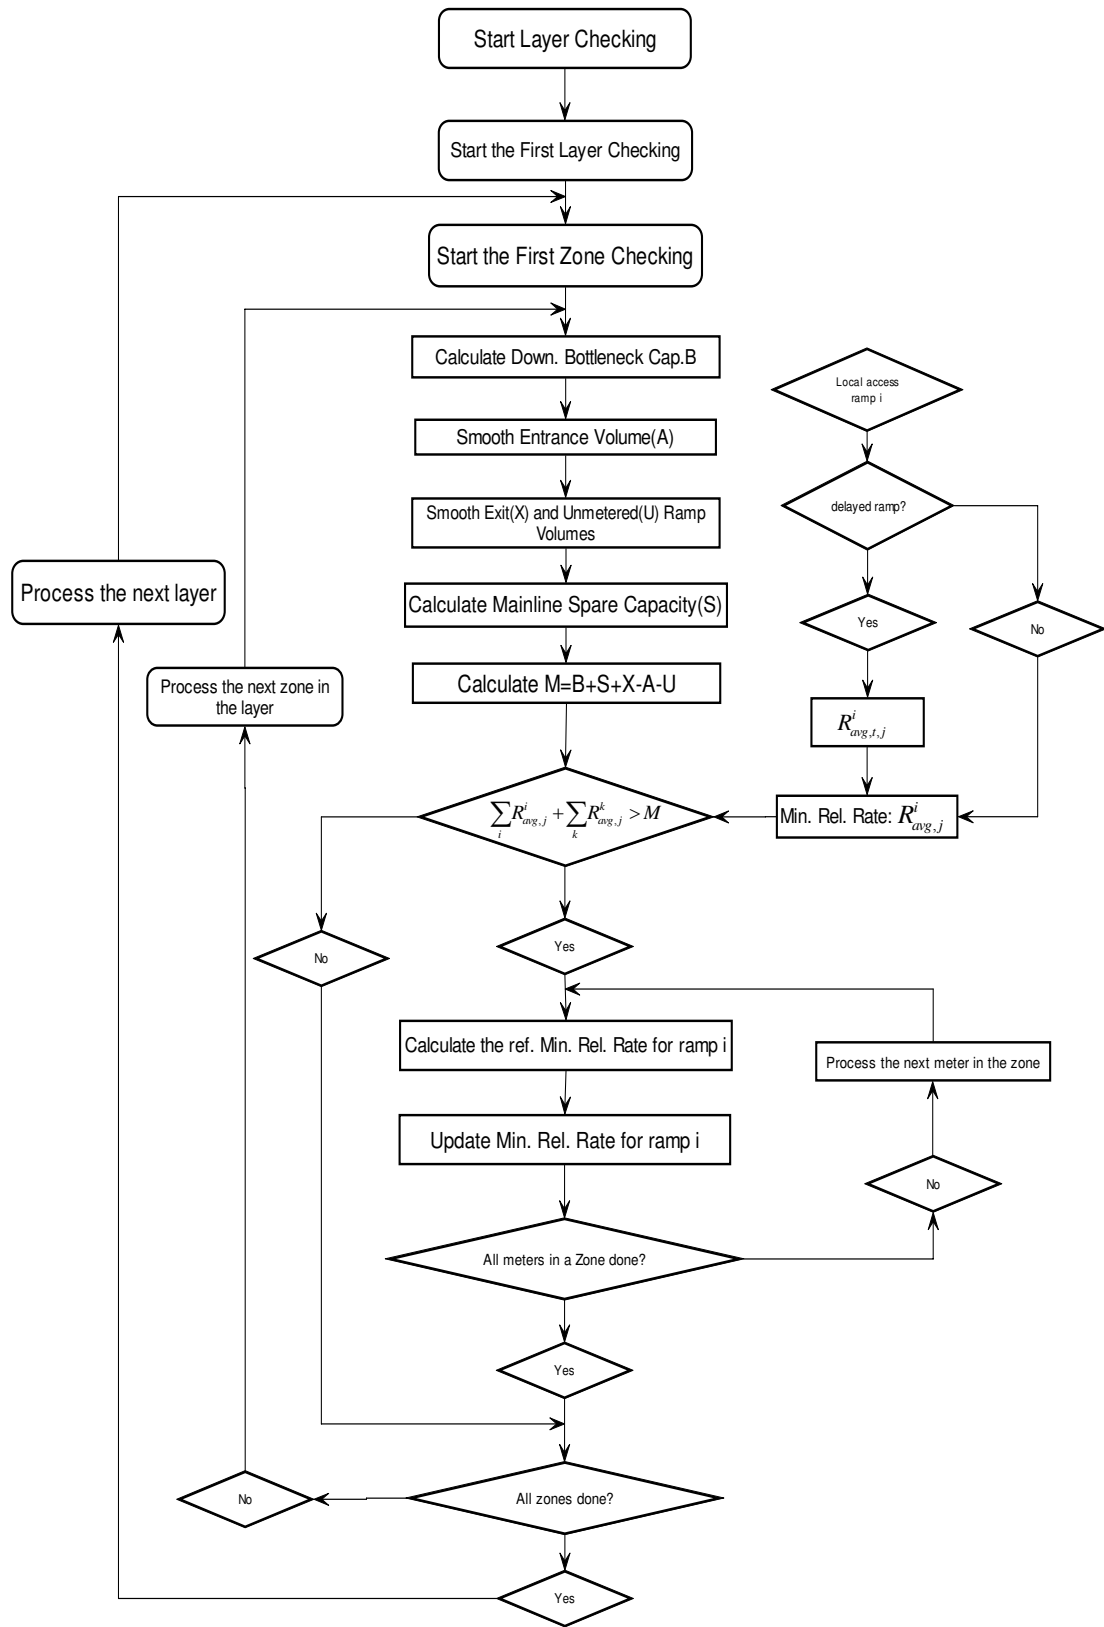 Start Layer Checking
Start the First Layer Checking
Start the First Zone Checking
Calculate Down. Bottleneck Cap.B
Local access
ramp i
Smooth Entrance Volume(A)
delayed ramp?
Smooth Exit(X) and Unmetered(U) Ramp
Volumes
Process the next layer
Calculate Mainline Spare Capacity(S)
Yes
No
Process the next zone in
the layer
Calculate M=B+S+X-A-U
R^i_{avg,t,j}
\sum_i R^i_{avg,j} + \sum_k R^k_{avg,j} > M
Min. Rel. Rate: R^i_{avg,j}
No
Yes
Calculate the ref. Min. Rel. Rate for ramp i
Process the next meter in the zone
Update Min. Rel. Rate for ramp i
No
All meters in a Zone done?
Yes
No
All zones done?
Yes